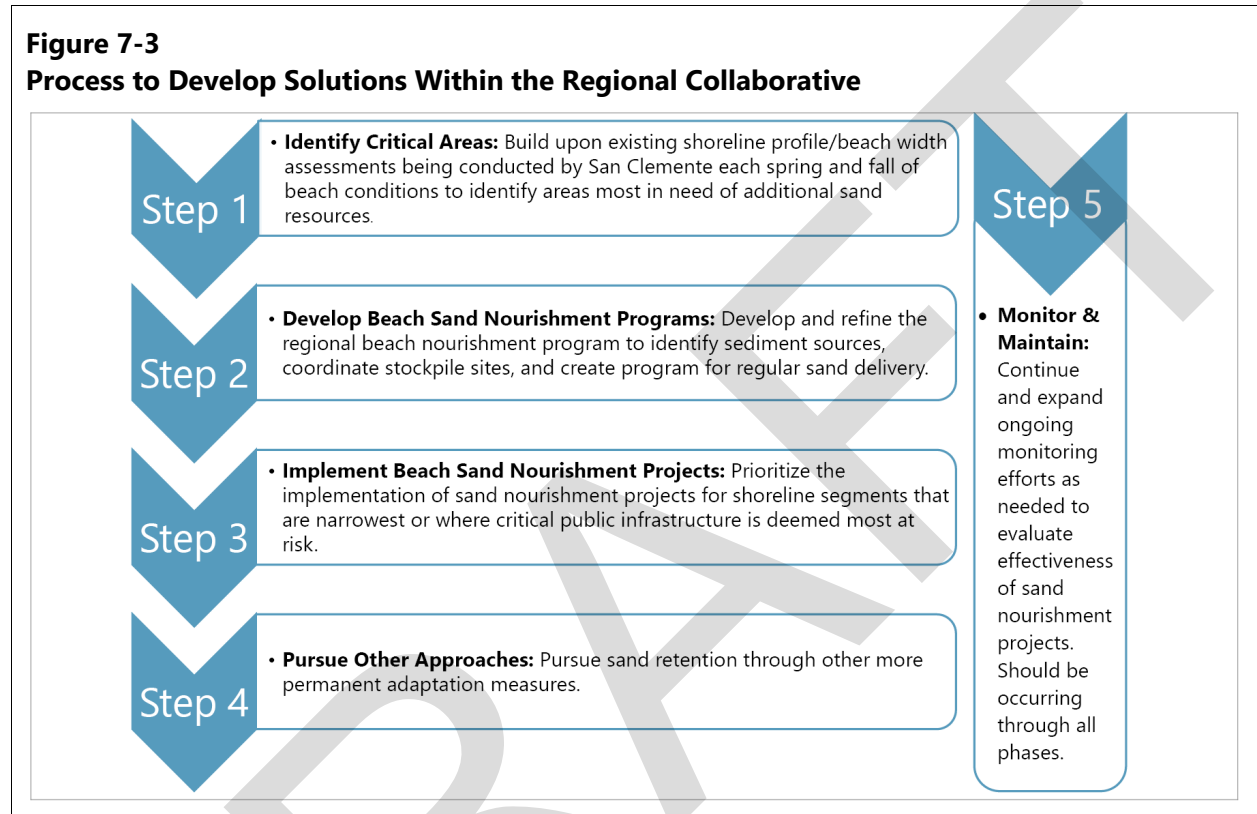 Figure 7-3
Process to Develop Solutions Within the Regional Collaborative
Step 1
• Identify Critical Areas: Build upon existing shoreline profile/beach width
assessments being conducted by San Clemente each spring and fall of
beach conditions to identify areas most in need of additional sand
resources.
Step 2
• Develop Beach Sand Nourishment Programs: Develop and refine the
regional beach nourishment program to identify sediment sources,
coordinate stockpile sites, and create program for regular sand delivery.
Step 3
• Implement Beach Sand Nourishment Projects: Prioritize the
implementation of sand nourishment projects for shoreline segments that
are narrowest or where critical public infrastructure is deemed most at
risk.
Step 4
• Pursue Other Approaches: Pursue sand retention through other more
permanent adaptation measures.
Step 5
• Monitor &
Maintain:
Continue
and expand
ongoing
monitoring
efforts as
needed to
evaluate
effectiveness
of sand
nourishment
projects.
Should be
occurring
through all
phases.
DRAFT